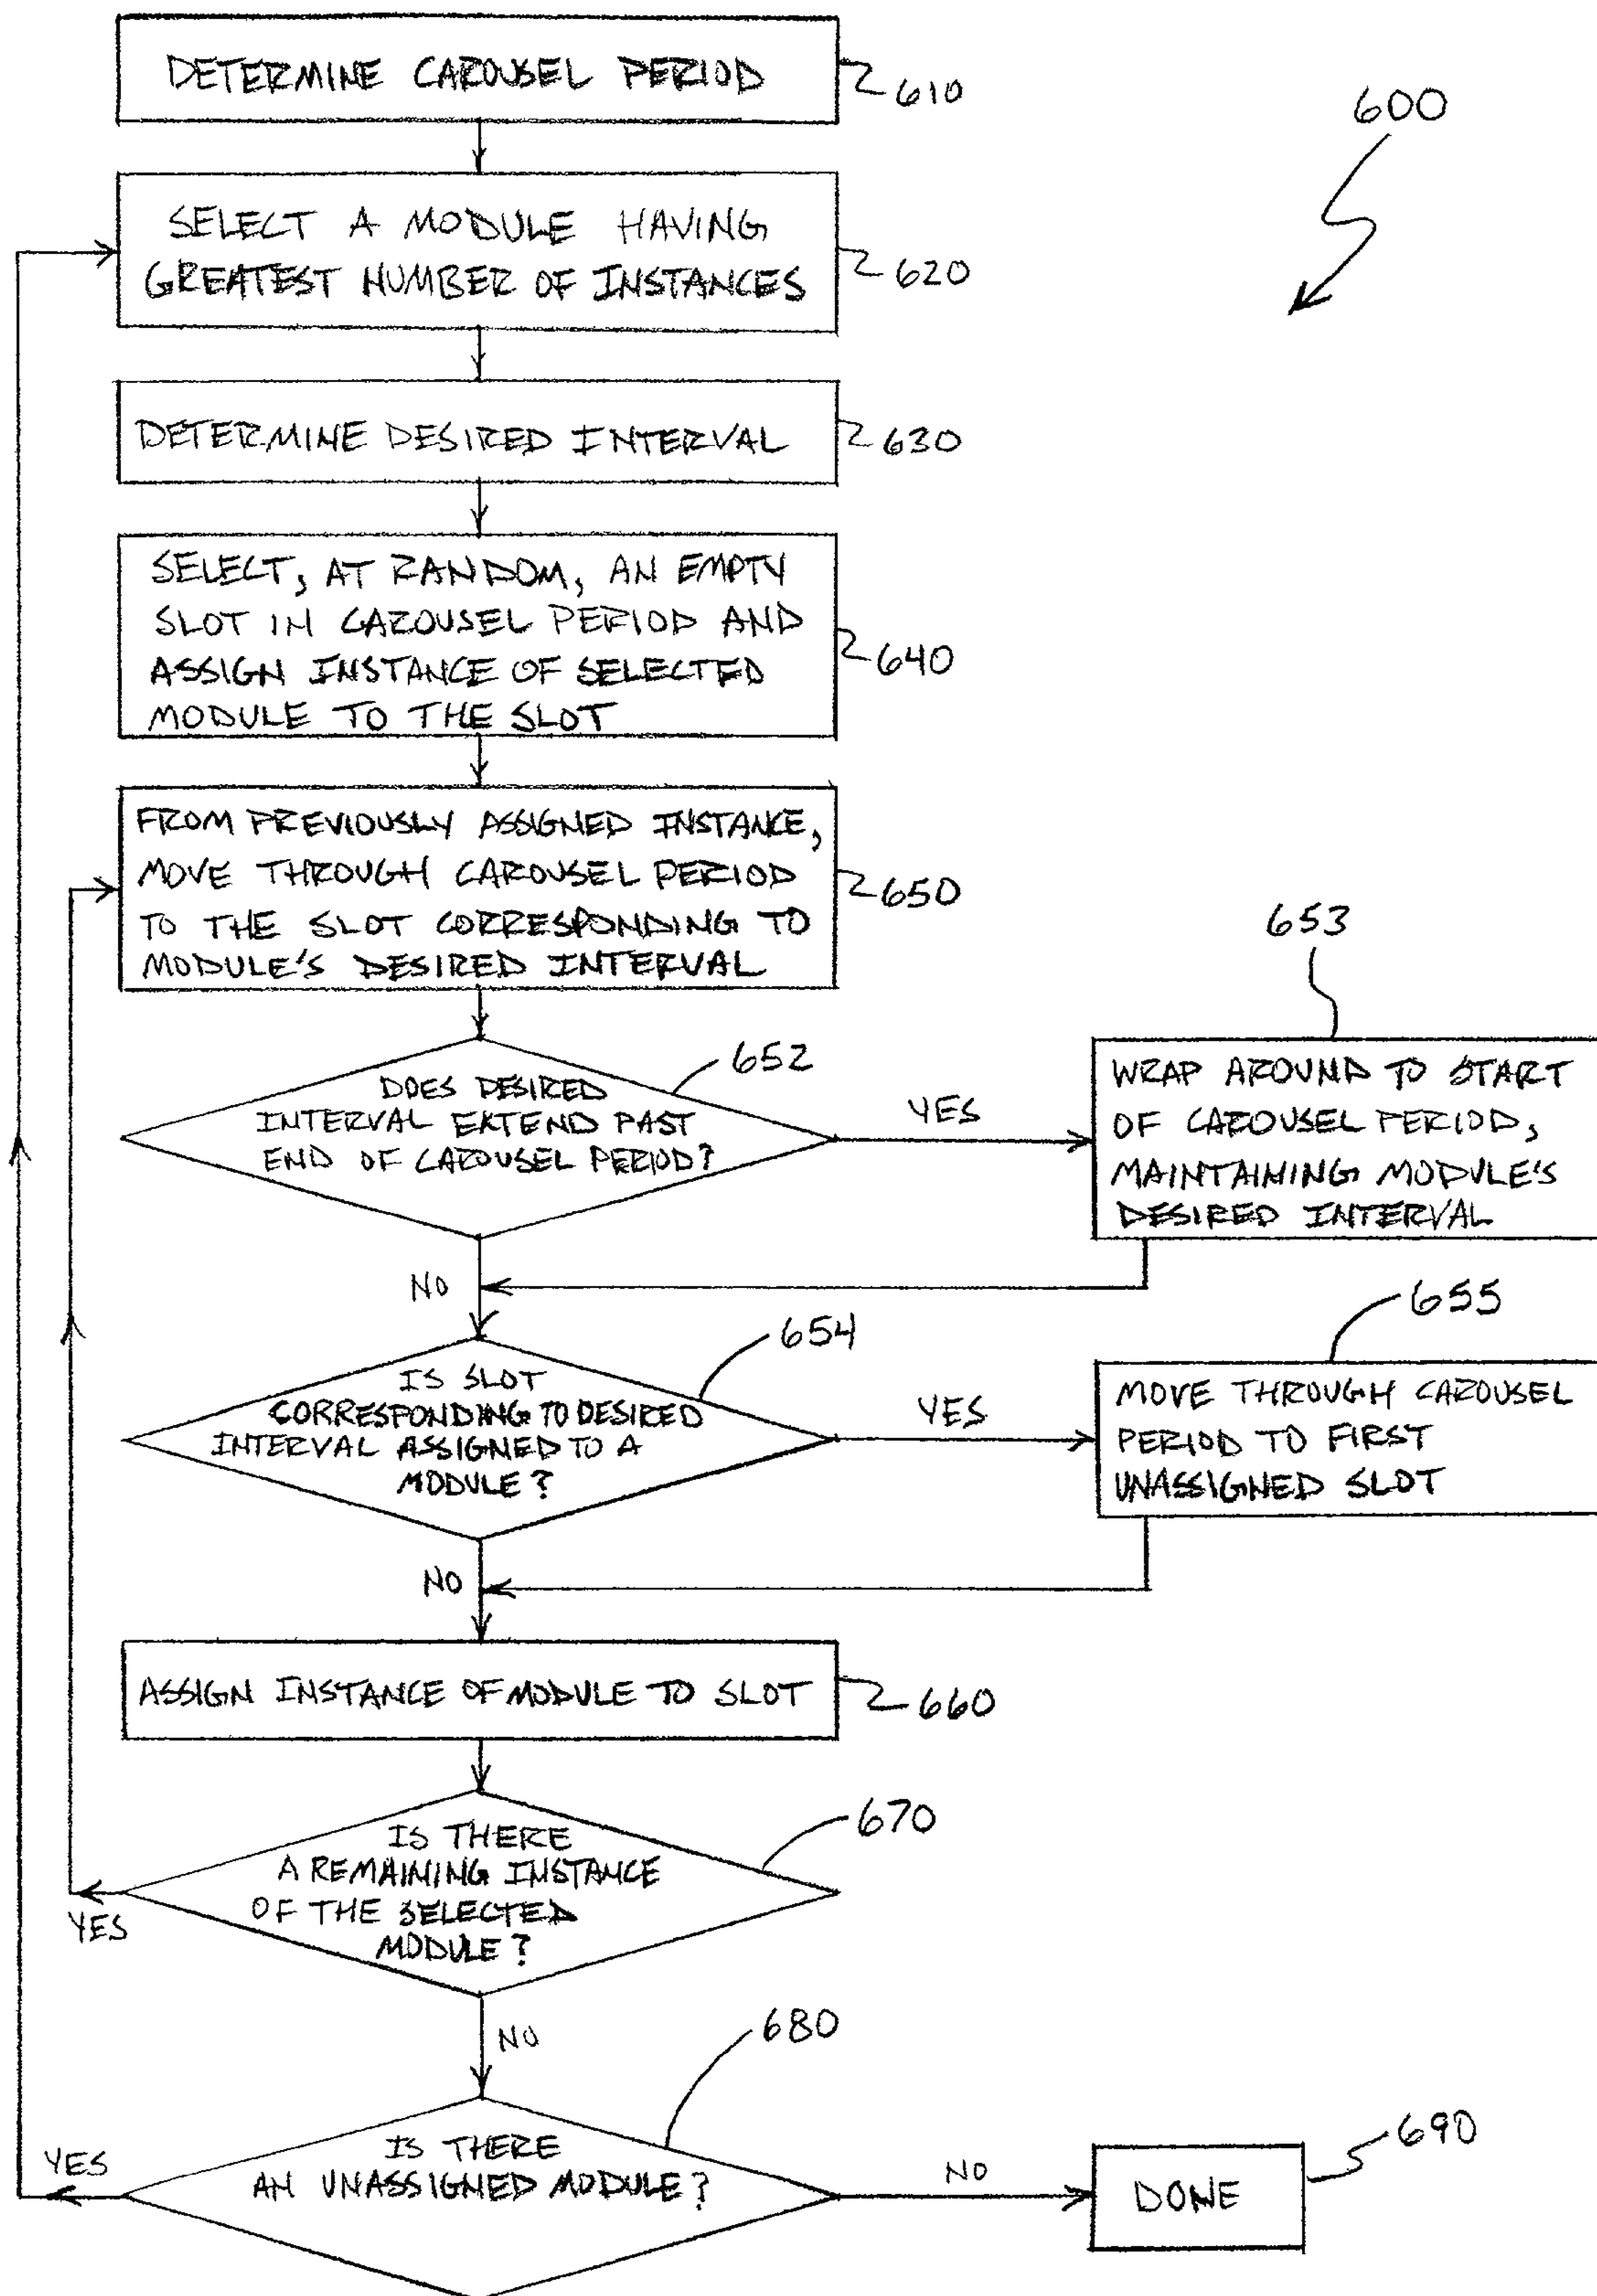 DETERMINE CAROUSEL PERIOD
610
600
SELECT A MODULE HAVING
GREATEST NUMBER OF INSTANCES
620
DETERMINE DESIRED INTERVAL
630
SELECT, AT RANDOM, AN EMPTY
SLOT IN CAROUSEL PERIOD AND
ASSIGN INSTANCE OF SELECTED
MODULE TO THE SLOT
640
FROM PREVIOUSLY ASSIGNED INSTANCE,
MOVE THROUGH CAROUSEL PERIOD
TO THE SLOT CORRESPONDING TO
MODULE'S DESIRED INTERVAL
650
652
DOES DESIRED
INTERVAL EXTEND PAST
END OF CAROUSEL PERIOD?
YES
653
WRAP AROUND TO START
OF CAROUSEL PERIOD,
MAINTAINING MODULE'S
DESIRED INTERVAL
NO
654
IS SLOT
CORRESPONDING TO DESIRED
INTERVAL ASSIGNED TO A
MODULE?
YES
655
MOVE THROUGH CAROUSEL
PERIOD TO FIRST
UNASSIGNED SLOT
NO
ASSIGN INSTANCE OF MODULE TO SLOT
660
670
IS THERE
A REMAINING INSTANCE
OF THE SELECTED
MODULE?
YES
NO
680
IS THERE
AN UNASSIGNED MODULE?
YES
NO
690
DONE